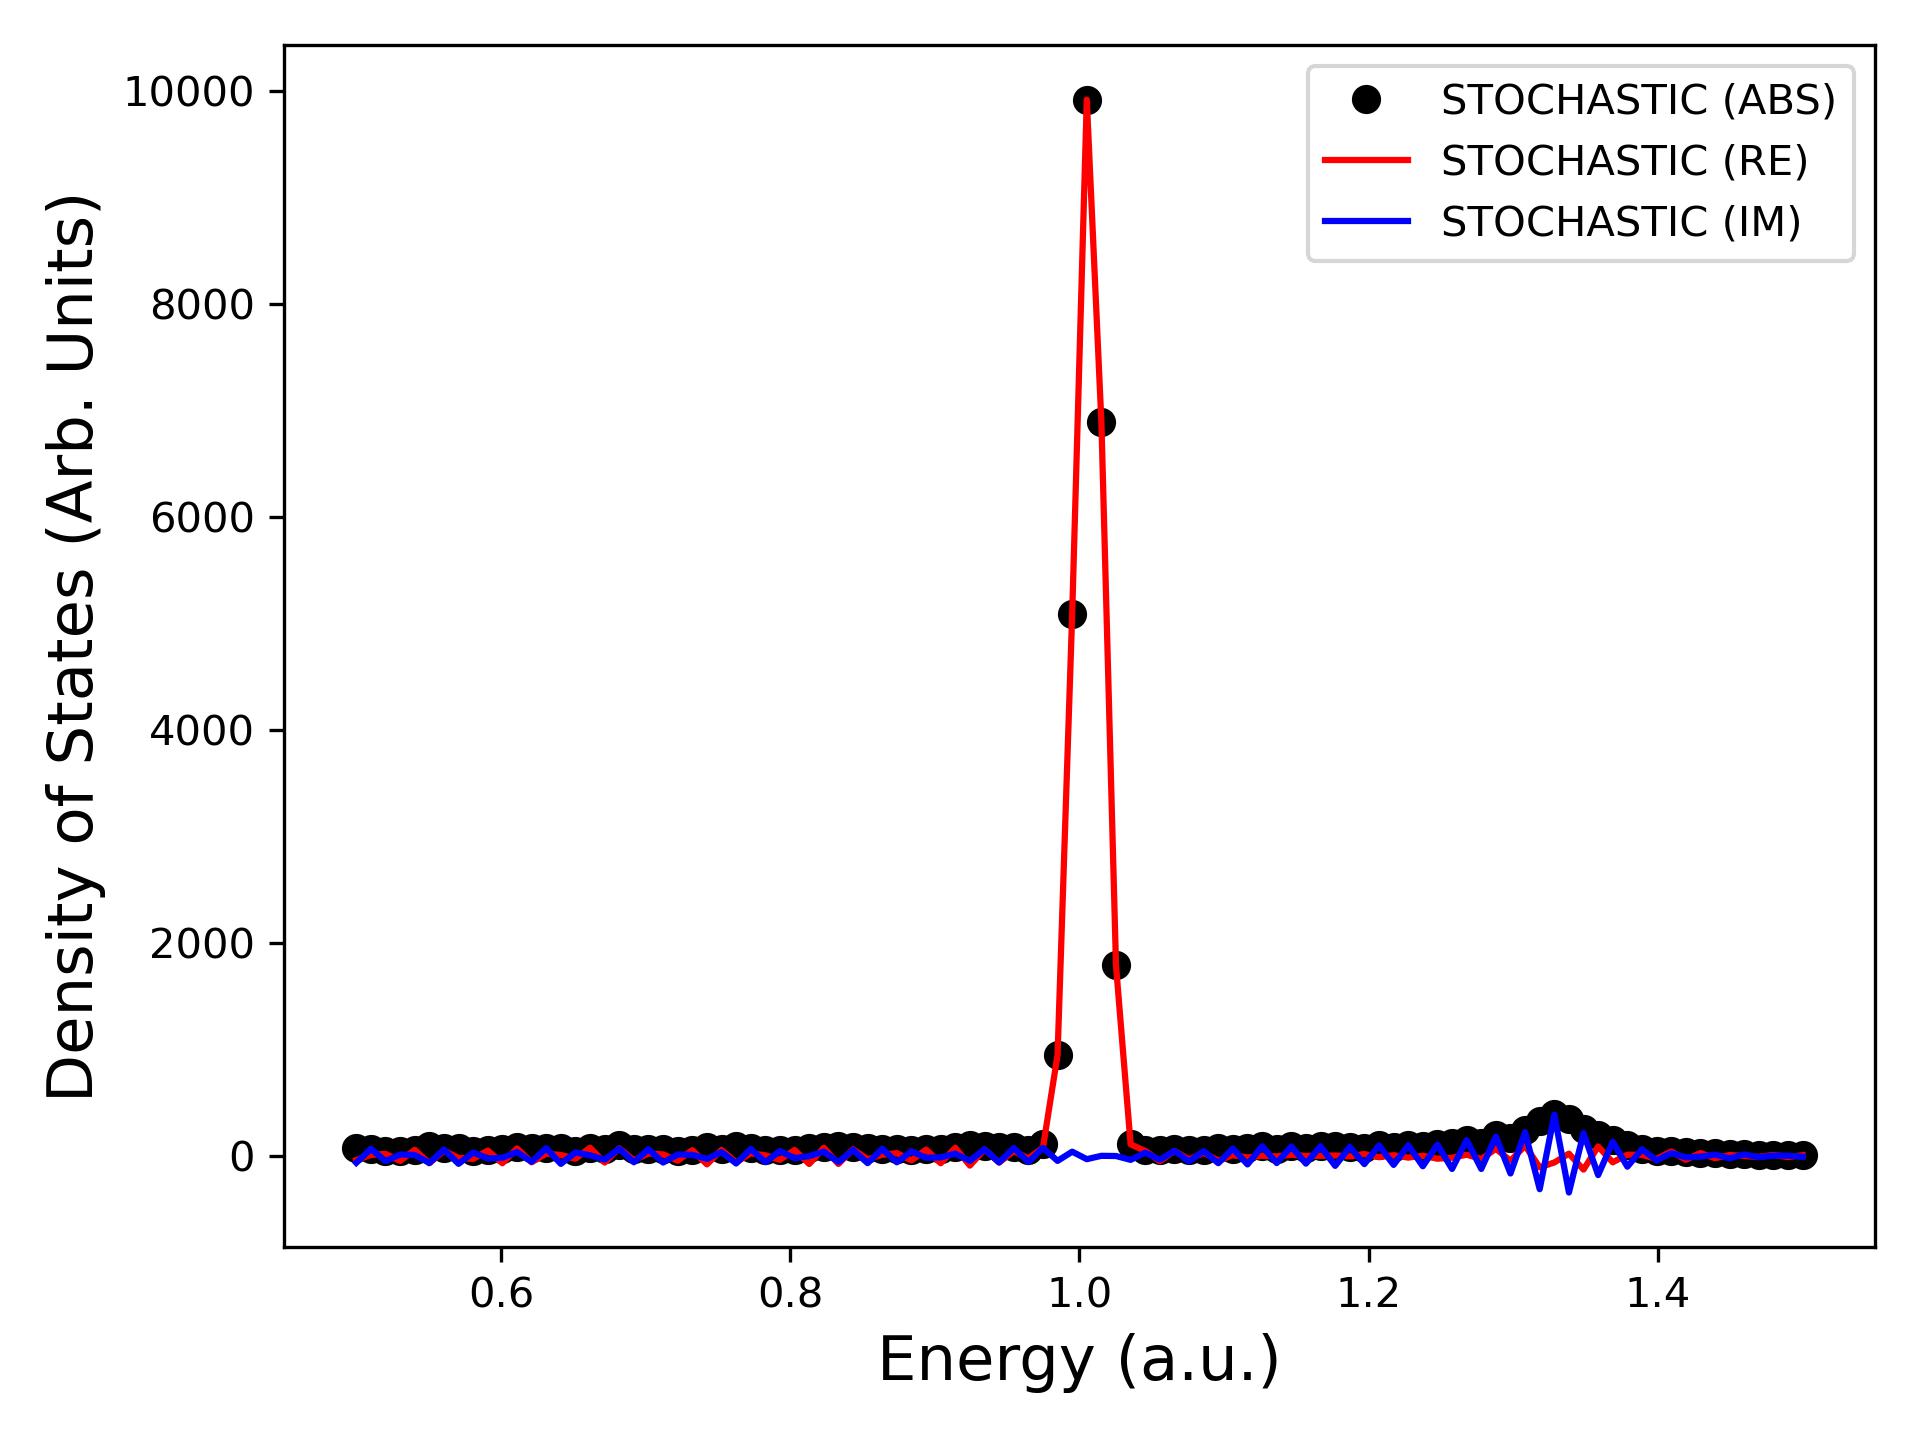 10000
8000
6000
4000
2000
0
Density of States (Arb. Units)
STOCHASTIC (ABS)
STOCHASTIC (RE)
STOCHASTIC (IM)
0.6 0.8 1.0 1.2 1.4
Energy (a.u.)